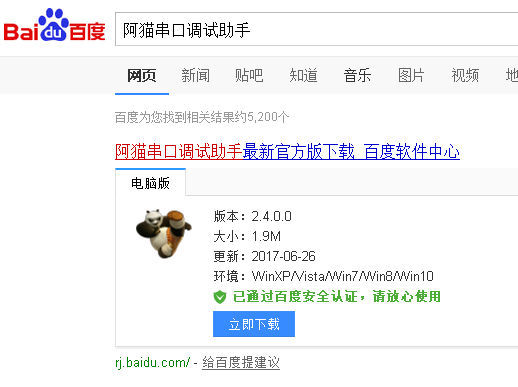 Baidu百度 阿猫串口调试助手
网页 新闻 贴吧 知道 音乐 图片 视频 地
百度为您找到相关结果约5,200个
阿猫串口调试助手最新官方版下载_百度软件中心
电脑版
版本：2.4.0.0
大小：1.9M
更新：2017-06-26
环境：WinXP/Vista/Win7/Win8/Win10
已通过百度安全认证，请放心使用
立即下载
rj.baidu.com/ - 给百度提建议